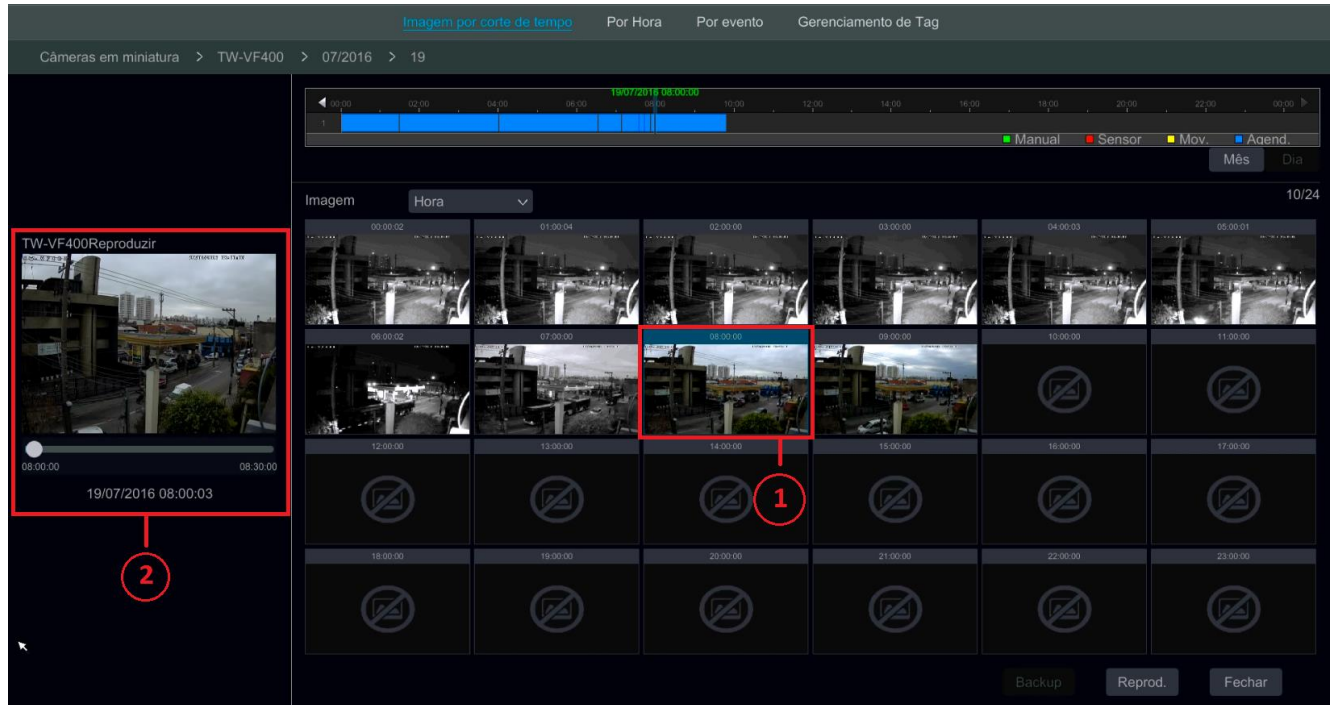 Imagem por corte de tempo Por Hora Por evento Gerenciamento de Tag
Câmeras em miniatura > TW-VF400 > 07/2016 > 19
19/07/2016 08:00:00
00:00 02:00 04:00 06:00 08:00 10:00 12:00 14:00 16:00 18:00 20:00 22:00 00:00
1
Manual Sensor Mov. Agend.
Mês Dia
Imagem Hora 10/24
00:00:02 01:00:04 02:00:00 03:00:00 04:00:03 05:00:01
TW-VF400Reproduzir
06:00:02 07:00:00 08:00:00 09:00:00 10:00:00 11:00:00
12:00:00 13:00:00 14:00:00 15:00:00 16:00:00 17:00:00
08:00:00 08:30:00
19/07/2016 08:00:03
1
18:00:00 19:00:00 20:00:00 21:00:00 22:00:00 23:00:00
2
Backup Reprod. Fechar